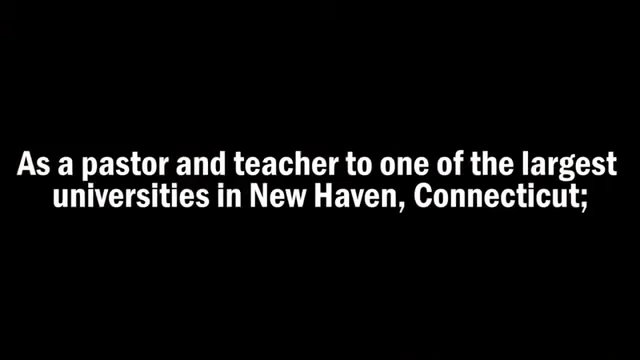 As a pastor and teacher to one of the largest
universities in New Haven, Connecticut;